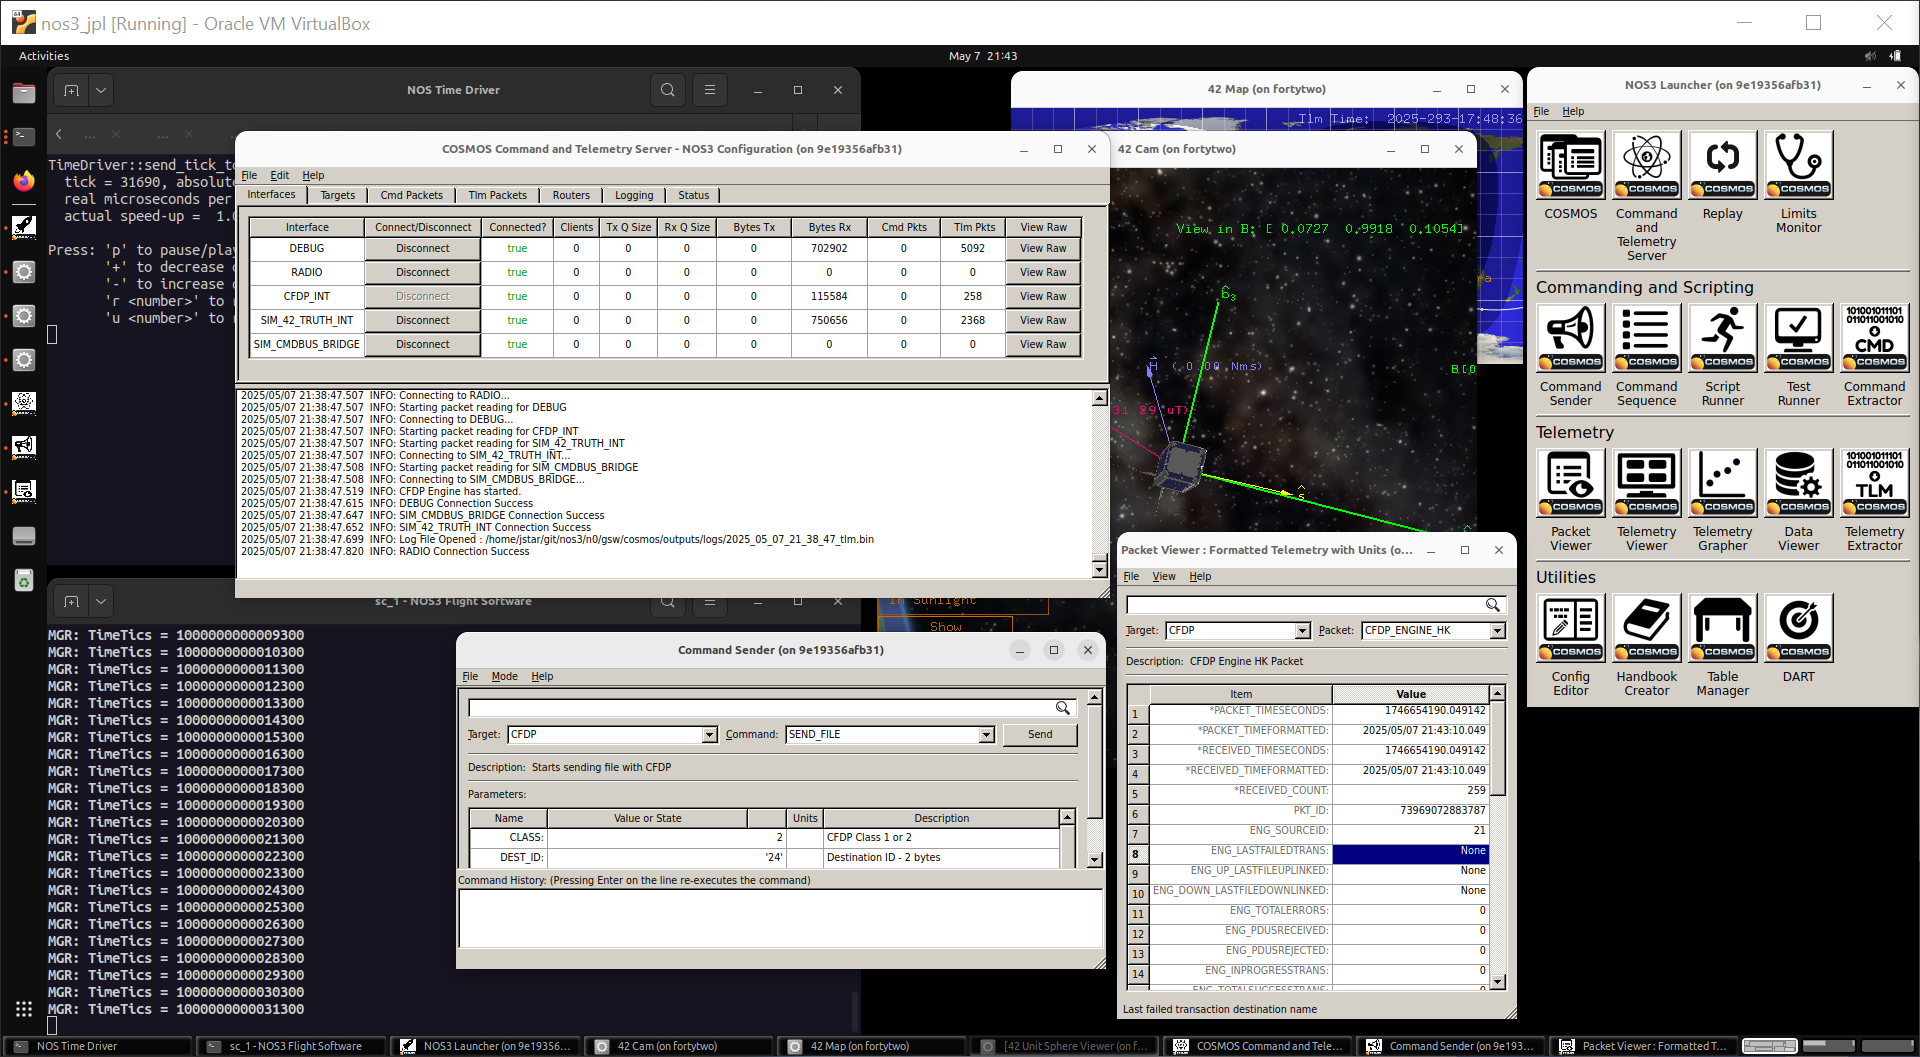 nos3_jpl [Running] - Oracle VM VirtualBox
Activities
May 7 21:43
NOS Time Driver
TimeDriver::send_tick_to
tick = 31690, absolute
real microseconds per
actual speed-up = 1.0
Press: 'p' to pause/play
'+' to decrease
'-' to increase
'r <number>' to
'u <number>' to
42 Map (on fortytwo)
Tlm Time: 2025-293-17:48:36
COSMOS Command and Telemetry Server - NOS3 Configuration (on 9e19356afb31)
File Edit Help
Interfaces Targets Cmd Packets Tlm Packets Routers Logging Status
Interface Connect/Disconnect Connected? Clients Tx Q Size Rx Q Size Bytes Tx Bytes Rx Cmd Pkts Tlm Pkts View Raw
DEBUG Disconnect true 0 0 0 0 702902 0 5092 View Raw
RADIO Disconnect true 0 0 0 0 0 0 0 View Raw
CFDP_INT Disconnect true 0 0 0 0 115584 0 258 View Raw
SIM_42_TRUTH_INT Disconnect true 0 0 0 0 750656 0 2368 View Raw
SIM_CMDBUS_BRIDGE Disconnect true 0 0 0 0 0 0 0 View Raw
2025/05/07 21:38:47.507 INFO: Connecting to RADIO...
2025/05/07 21:38:47.507 INFO: Starting packet reading for DEBUG
2025/05/07 21:38:47.507 INFO: Connecting to DEBUG...
2025/05/07 21:38:47.507 INFO: Starting packet reading for CFDP_INT
2025/05/07 21:38:47.507 INFO: Starting packet reading for SIM_42_TRUTH_INT
2025/05/07 21:38:47.507 INFO: Connecting to SIM_42_TRUTH_INT...
2025/05/07 21:38:47.508 INFO: Starting packet reading for SIM_CMDBUS_BRIDGE
2025/05/07 21:38:47.508 INFO: Connecting to SIM_CMDBUS_BRIDGE...
2025/05/07 21:38:47.519 INFO: CFDP Engine has started.
2025/05/07 21:38:47.615 INFO: DEBUG Connection Success
2025/05/07 21:38:47.647 INFO: SIM_CMDBUS_BRIDGE Connection Success
2025/05/07 21:38:47.652 INFO: SIM_42_TRUTH_INT Connection Success
2025/05/07 21:38:47.699 INFO: Log File Opened : /home/jstar/git/nos3/n0/gsw/cosmos/outputs/logs/2025_05_07_21_38_47_tlm.bin
2025/05/07 21:38:47.820 INFO: RADIO Connection Success
42 Cam (on fortytwo)
View in B: [ 0.0727 0.9918 0.1054]
b3
H ( 0.00 Nms)
B[0
31.29 uT)
s
In Sunlight
Show
NOS3 Launcher (on 9e19356afb31)
File Help
COSMOS
Command and Telemetry Server
Replay
Limits Monitor
Commanding and Scripting
Command Sender
Command Sequence
Script Runner
Test Runner
Command Extractor
Telemetry
Packet Viewer
Telemetry Viewer
Telemetry Grapher
Data Viewer
Telemetry Extractor
Utilities
Config Editor
Handbook Creator
Table Manager
DART
sc_1 - NOS3 Flight Software
MGR: TimeTics = 1000000000009300
MGR: TimeTics = 1000000000010300
MGR: TimeTics = 1000000000011300
MGR: TimeTics = 1000000000012300
MGR: TimeTics = 1000000000013300
MGR: TimeTics = 1000000000014300
MGR: TimeTics = 1000000000015300
MGR: TimeTics = 1000000000016300
MGR: TimeTics = 1000000000017300
MGR: TimeTics = 1000000000018300
MGR: TimeTics = 1000000000019300
MGR: TimeTics = 1000000000020300
MGR: TimeTics = 1000000000021300
MGR: TimeTics = 1000000000022300
MGR: TimeTics = 1000000000023300
MGR: TimeTics = 1000000000024300
MGR: TimeTics = 1000000000025300
MGR: TimeTics = 1000000000026300
MGR: TimeTics = 1000000000027300
MGR: TimeTics = 1000000000028300
MGR: TimeTics = 1000000000029300
MGR: TimeTics = 1000000000030300
MGR: TimeTics = 1000000000031300
Command Sender (on 9e19356afb31)
File Mode Help
Target: CFDP Command: SEND_FILE Send
Description: Starts sending file with CFDP
Parameters:
Name Value or State Units Description
CLASS: 2 CFDP Class 1 or 2
DEST_ID: '24' Destination ID - 2 bytes
Command History: (Pressing Enter on the line re-executes the command)
Packet Viewer : Formatted Telemetry with Units (o...
File View Help
Target: CFDP Packet: CFDP_ENGINE_HK
Description: CFDP Engine HK Packet
Item Value
1 *PACKET_TIMESECONDS: 1746654190.049142
2 *PACKET_TIMEFORMATTED: 2025/05/07 21:43:10.049
3 *RECEIVED_TIMESECONDS: 1746654190.049142
4 *RECEIVED_TIMEFORMATTED: 2025/05/07 21:43:10.049
5 *RECEIVED_COUNT: 259
6 PKT_ID: 73969072883787
7 ENG_SOURCEID: 21
8 ENG_LASTFAILEDTRANS: None
9 ENG_UP_LASTFILEUPLINKED: None
10 ENG_DOWN_LASTFILEDOWNLINKED: None
11 ENG_TOTALERRORS: 0
12 ENG_PDUSRECEIVED: 0
13 ENG_PDUSREJECTED: 0
14 ENG_INPROGRESSTRANS: 0
ENG_TOTALSUCCESSTRANS: 0
Last failed transaction destination name
NOS Time Driver
sc_1 - NOS3 Flight Software
NOS3 Launcher (on 9e19356...
42 Cam (on fortytwo)
42 Map (on fortytwo)
[42 Unit Sphere Viewer (on f...
COSMOS Command and Tele...
Command Sender (on 9e193...
Packet Viewer : Formatted T...